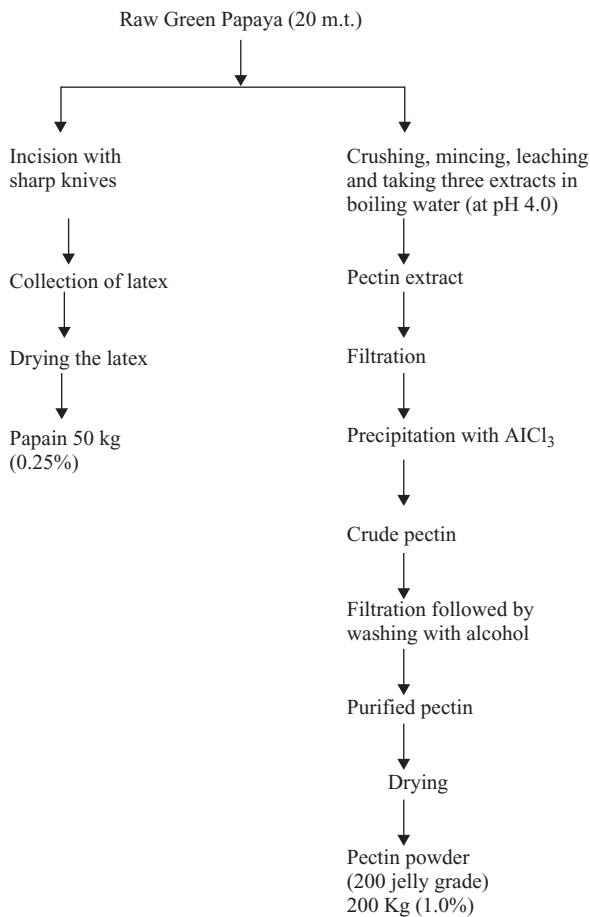 Raw Green Papaya (20 m.t.)
Incision with
sharp knives
Collection of latex
Drying the latex
Papain 50 kg
(0.25%)
Crushing, mincing, leaching
and taking three extracts in
boiling water (at pH 4.0)
Pectin extract
Filtration
Precipitation with AICl₃
Crude pectin
Filtration followed by
washing with alcohol
Purified pectin
Drying
Pectin powder
(200 jelly grade)
200 Kg (1.0%)